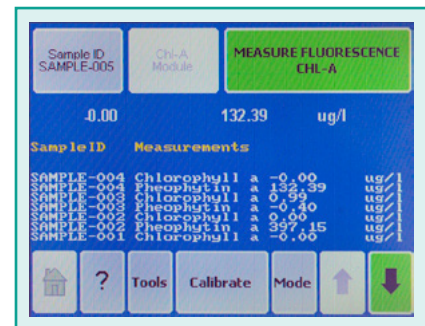 Sample ID
SAMPLE-005
Chl-A
Module
MEASURE FLUORESCENCE
CHL-A
-0.00 132.39 ug/l
SampleID Measurements
SAMPLE-004 Chlorophyll a -0.00 ug/l
SAMPLE-004 Pheophytin a 132.39 ug/l
SAMPLE-003 Chlorophyll a 0.99 ug/l
SAMPLE-003 Pheophytin a -0.40 ug/l
SAMPLE-002 Chlorophyll a 0.00 ug/l
SAMPLE-002 Pheophytin a 397.15 ug/l
SAMPLE-001 Chlorophyll a -0.00 ug/l
? Tools Calibrate Mode